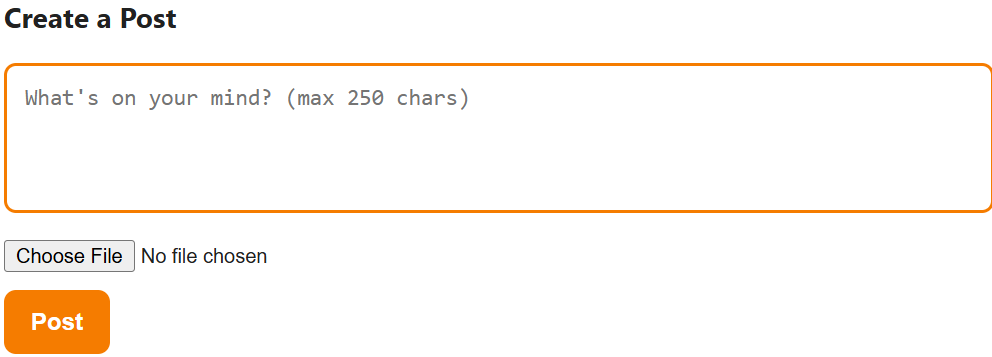 Create a Post
What's on your mind? (max 250 chars)
Choose File No file chosen
Post